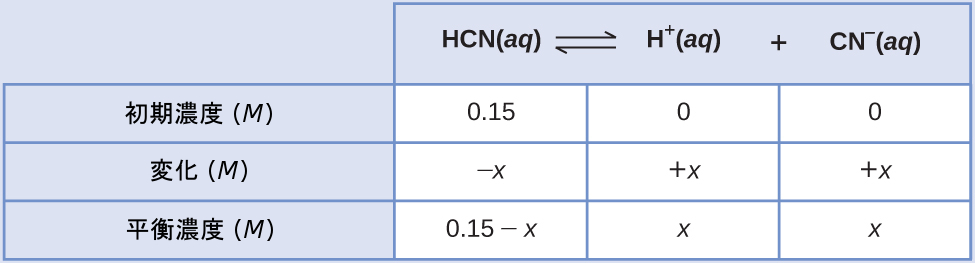 HCN(aq) ⇌ H⁺(aq) + CN⁻(aq)
初期濃度 (M) 0.15 0 0
変化 (M) −x +x +x
平衡濃度 (M) 0.15 − x x x